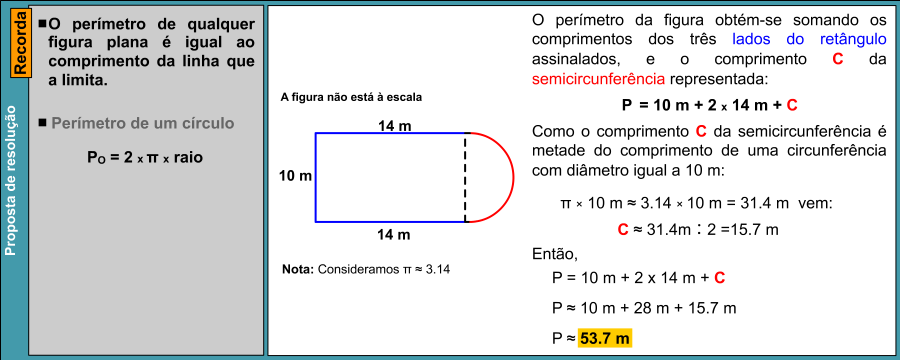 Proposta de resolução
Recorda
■O perímetro de qualquer
figura plana é igual ao
comprimento da linha que
a limita.
■ Perímetro de um círculo
P○ = 2 × π × raio
A figura não está à escala
14 m
10 m
14 m
Nota: Consideramos π ≈ 3.14
O perímetro da figura obtém-se somando os
comprimentos dos três lados do retângulo
assinalados, e o comprimento C da
semicircunferência representada:
P = 10 m + 2 x 14 m + C
Como o comprimento C da semicircunferência é
metade do comprimento de uma circunferência
com diâmetro igual a 10 m:
π × 10 m ≈ 3.14 × 10 m = 31.4 m vem:
C ≈ 31.4m : 2 =15.7 m
Então,
P = 10 m + 2 x 14 m + C
P ≈ 10 m + 28 m + 15.7 m
P ≈ 53.7 m